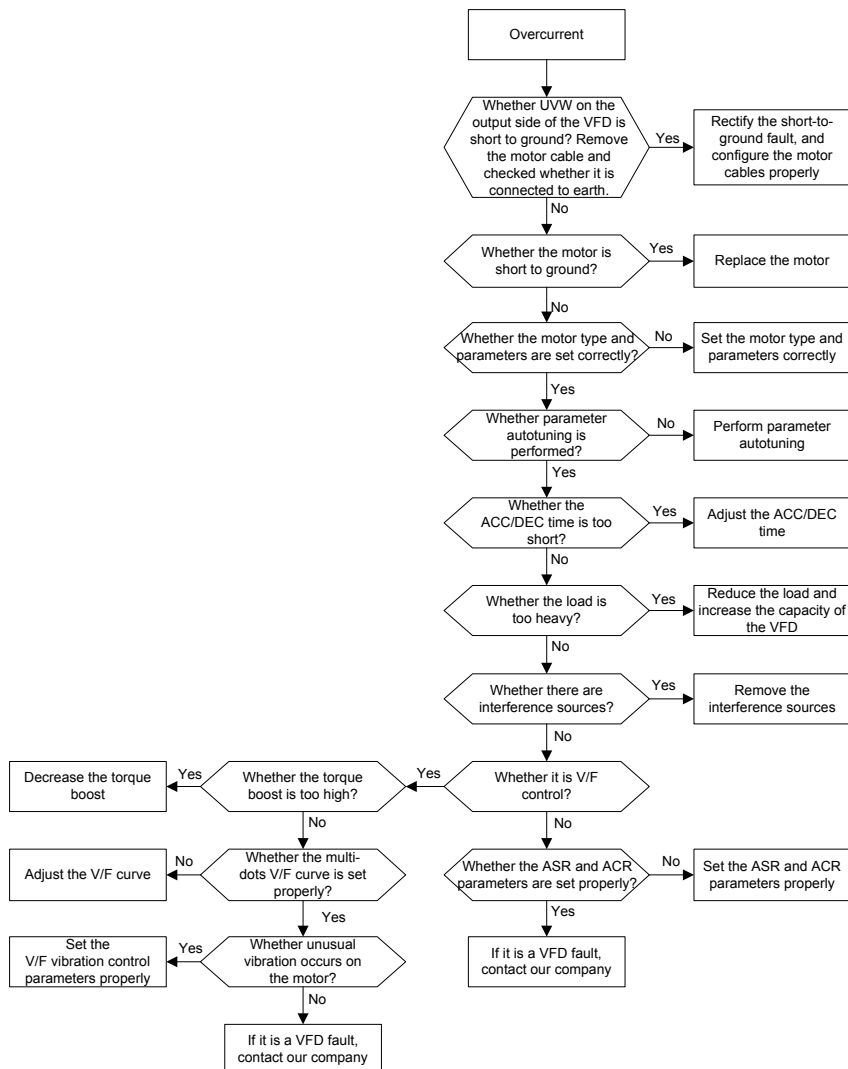 Overcurrent
Whether UVW on the
output side of the VFD is
short to ground? Remove
the motor cable and
checked whether it is
connected to earth.
Yes
Rectify the short-to-
ground fault, and
configure the motor
cables properly
No
Whether the motor is
short to ground?
Yes
Replace the motor
No
Whether the motor type and
parameters are set correctly?
No
Set the motor type and
parameters correctly
Yes
Whether parameter
autotuning is
performed?
No
Perform parameter
autotuning
Yes
Whether the
ACC/DEC time is too
short?
Yes
Adjust the ACC/DEC
time
No
Whether the load is
too heavy?
Yes
Reduce the load and
increase the capacity of
the VFD
No
Whether there are
interference sources?
Yes
Remove the
interference sources
No
Whether it is V/F
control?
Yes
Whether the torque
boost is too high?
Yes
Decrease the torque
boost
No
Whether the multi-
dots V/F curve is set
properly?
No
Adjust the V/F curve
Yes
Whether unusual
vibration occurs on
the motor?
Yes
Set the
V/F vibration control
parameters properly
No
If it is a VFD fault,
contact our company
No
Whether the ASR and ACR
parameters are set properly?
No
Set the ASR and ACR
parameters properly
Yes
If it is a VFD fault,
contact our company